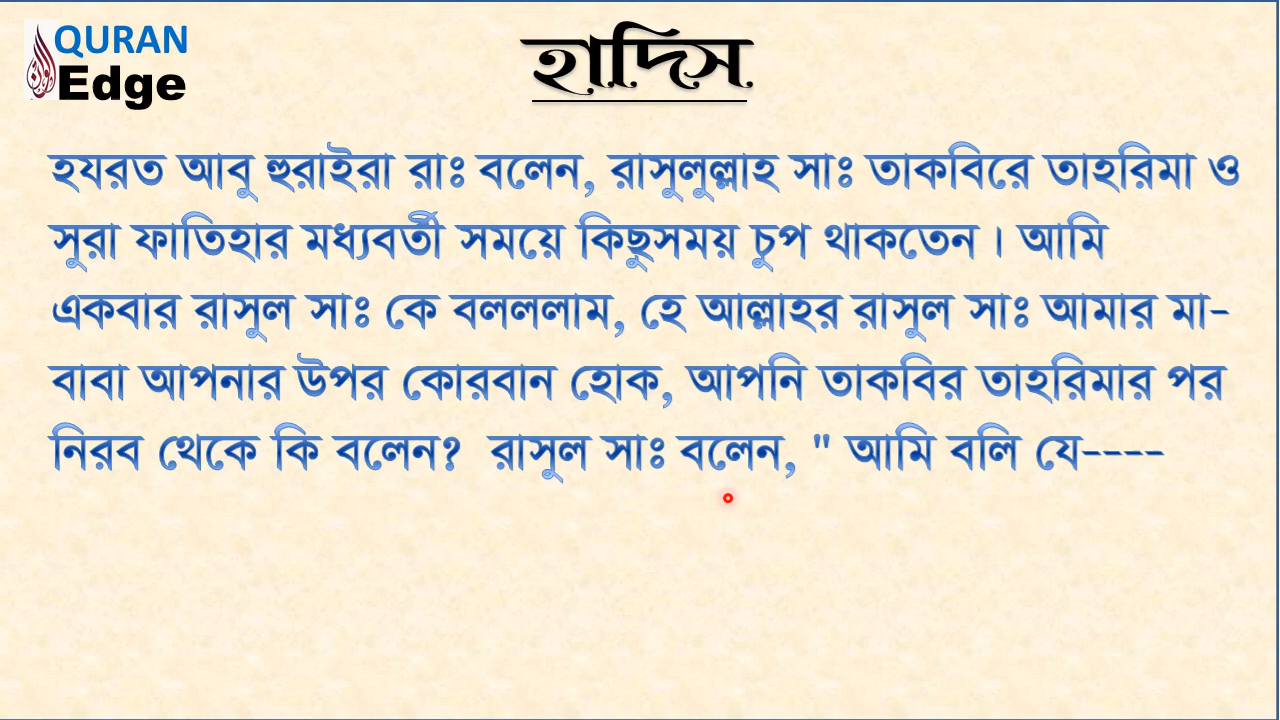 QURAN
Edge
হাদিস
হযরত আবু হুরাইরা রাঃ বলেন, রাসুলুল্লাহ সাঃ তাকবিরে তাহরিমা ও
সুরা ফাতিহার মধ্যবর্তী সময়ে কিছুসময় চুপ থাকতেন। আমি
একবার রাসুল সাঃ কে বলললাম, হে আল্লাহর রাসুল সাঃ আমার মা-
বাবা আপনার উপর কোরবান হোক, আপনি তাকবির তাহরিমার পর
নিরব থেকে কি বলেন? রাসুল সাঃ বলেন, " আমি বলি যে----